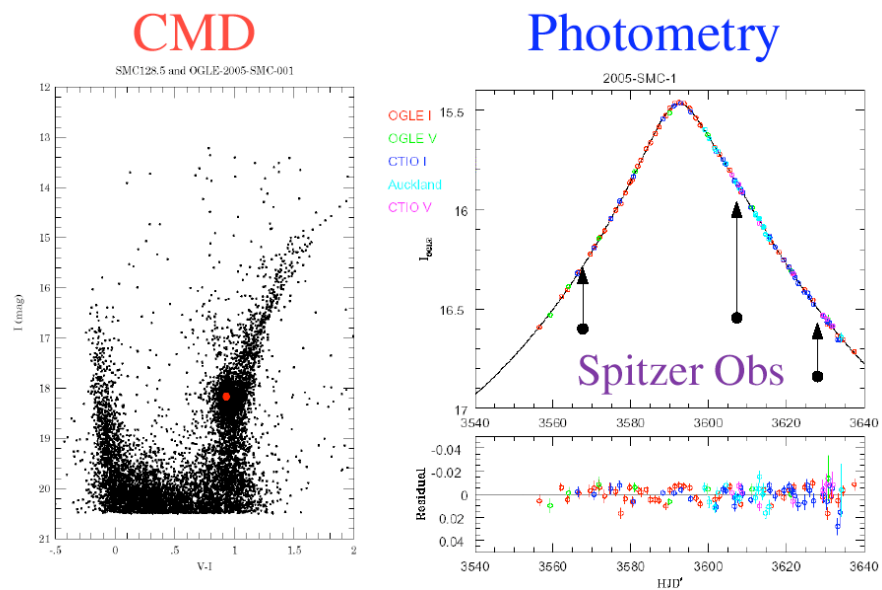 CMD
Photometry
SMC128.5 and OGLE-2005-SMC-001
12
13
14
15
16
17
18
19
20
21
I (mag)
-.5
0
.5
1
1.5
2
V-I
2005-SMC-1
OGLE I
OGLE V
CTIO I
Auckland
CTIO V
15.5
16
16.5
17
I_OGLE
Spitzer Obs
3540
3560
3580
3600
3620
3640
-0.04
-0.02
0
0.02
0.04
Residual
3540
3560
3580
3600
3620
3640
HJD'